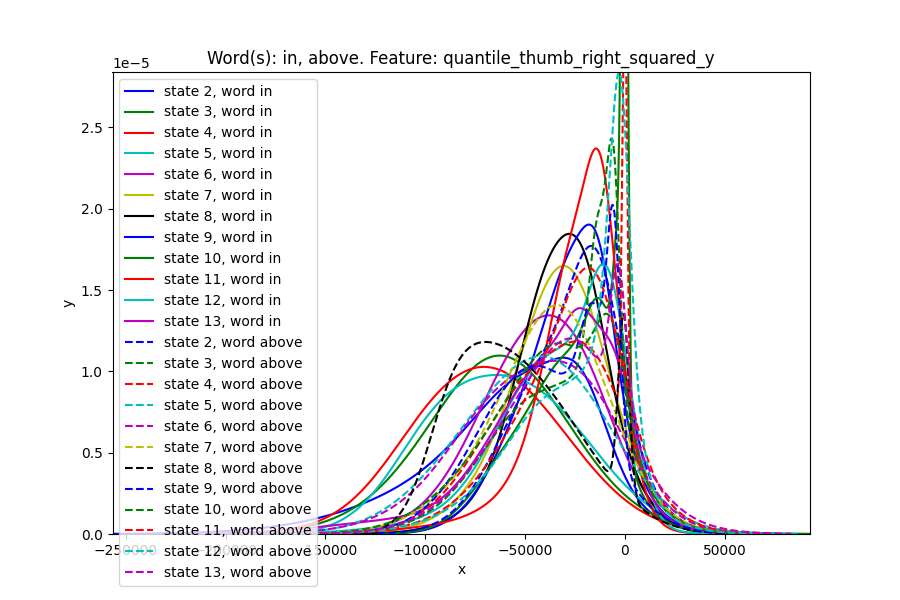 Word(s): in, above. Feature: quantile_thumb_right_squared_y
1e−5
2.5
2.0
1.5
1.0
0.5
0.0
y
state 2, word in
state 3, word in
state 4, word in
state 5, word in
state 6, word in
state 7, word in
state 8, word in
state 9, word in
state 10, word in
state 11, word in
state 12, word in
state 13, word in
state 2, word above
state 3, word above
state 4, word above
state 5, word above
state 6, word above
state 7, word above
state 8, word above
state 9, word above
state 10, word above
state 11, word above
state 12, word above
state 13, word above
−250000 −200000 −150000 −100000 −50000 0 50000
x